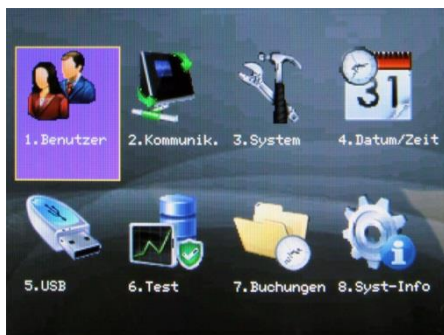 1.Benutzer
2.Kommunik.
3.System
31
4.Datum/Zeit
5.USB
6.Test
7.Buchungen
8.Syst-Info